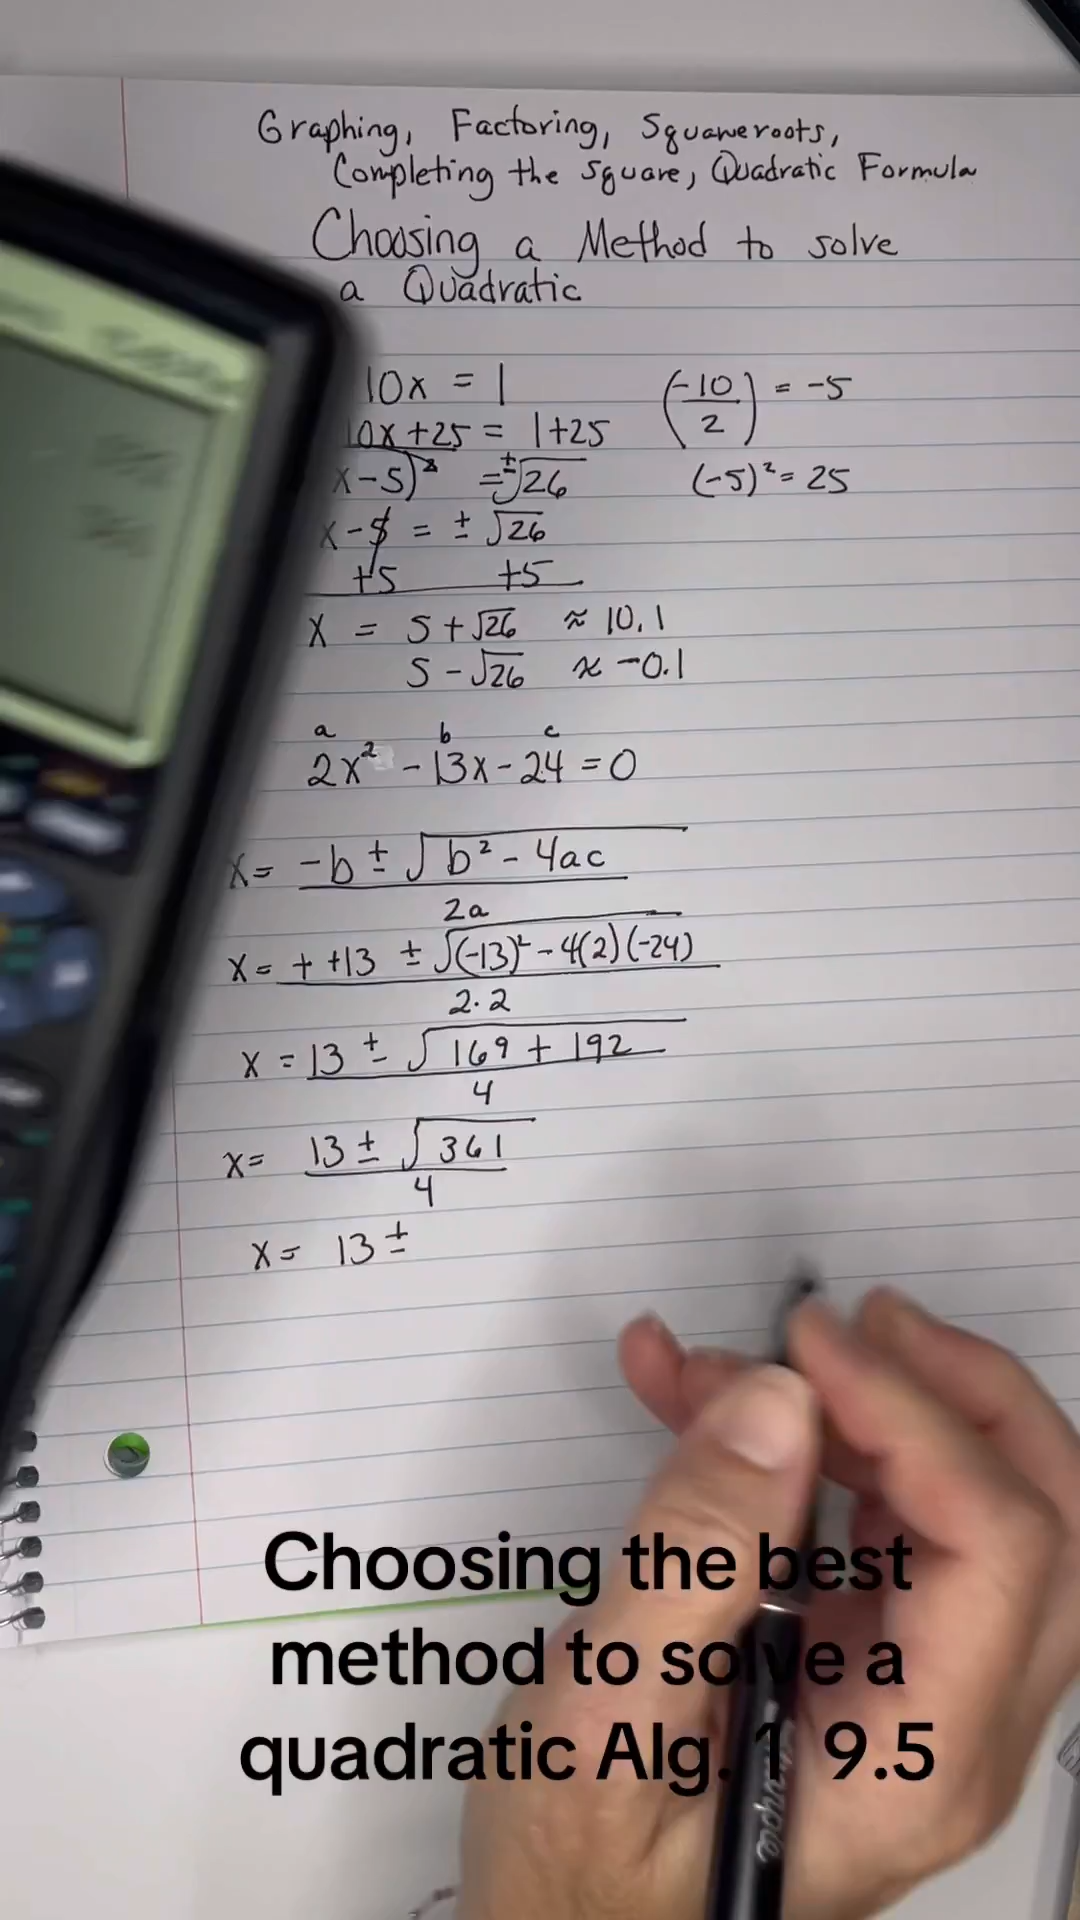 Graphing, Factoring, Squareroots,
Completing the square, Quadratic Formula
Choosing a Method to solve
a Quadratic
10x = 1
(-10/2) = -5
10x+25 = 1+25
x-5)² = ±√26
(-5)² = 25
x-5 = ± √26
+5 +5
x = 5+√26 ≈ 10.1
5-√26 ≈ -0.1
a b c
2x² - 13x - 24 = 0
x = -b ± √b² - 4ac
2a
x = + +13 ± √(-13)² - 4(2)(-24)
2·2
x = 13 ± √169 + 192
4
x = 13 ± √361
4
x = 13 ±
Choosing the best
method to solve a
quadratic Alg. 1 9.5
Sharpie